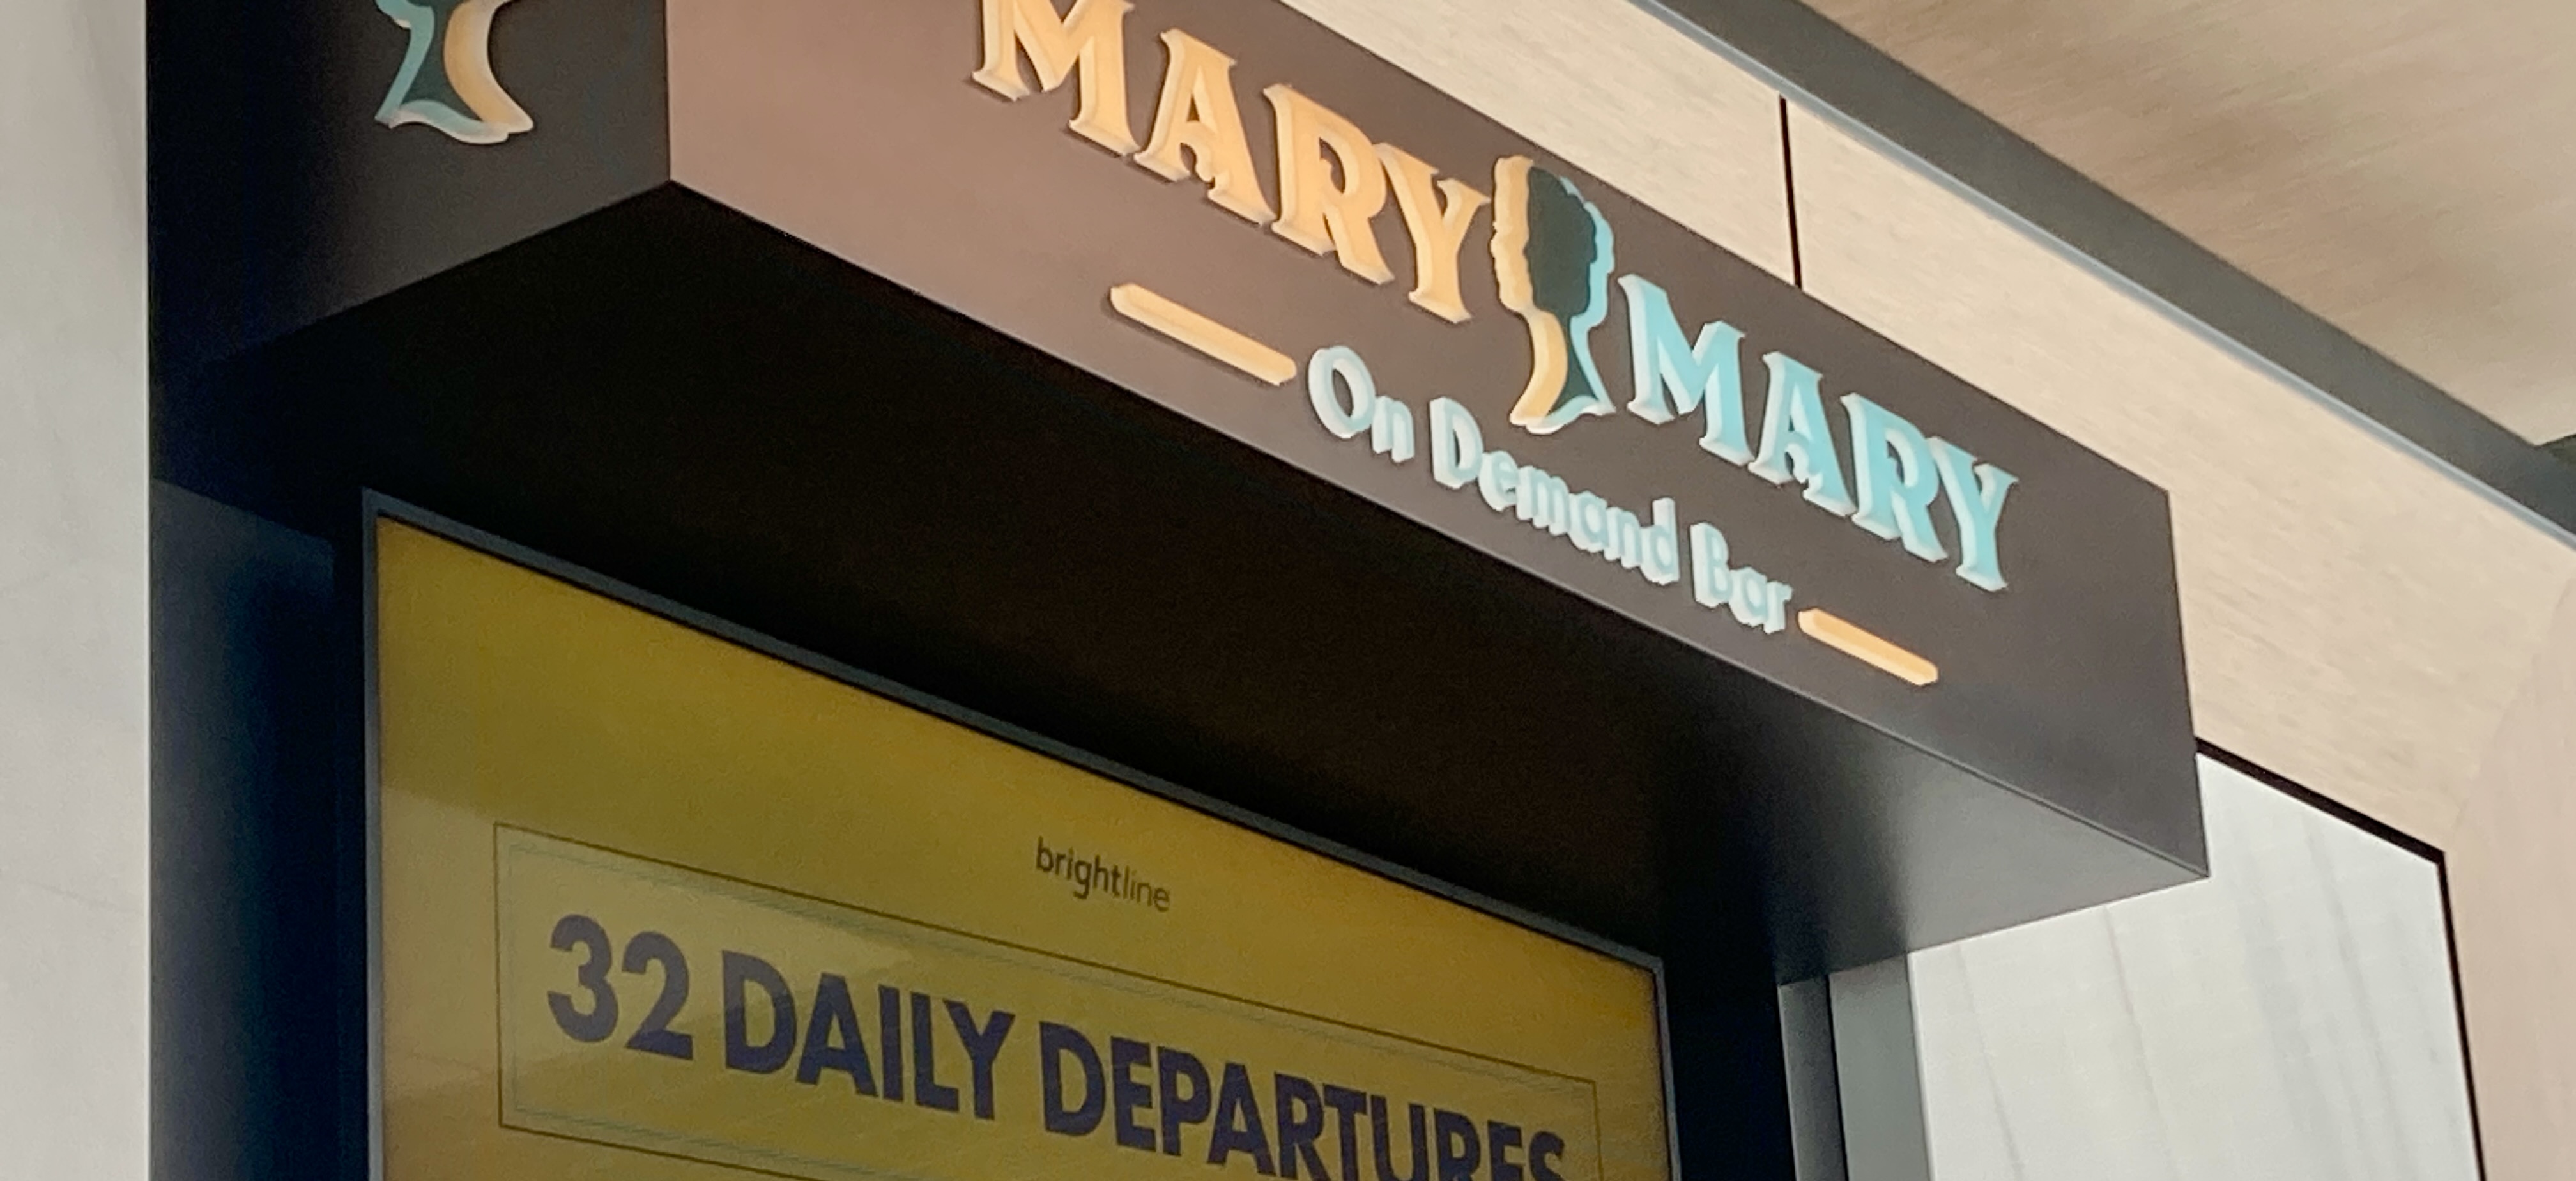 MARY MARY
On Demand Bar
brightline
32 DAILY DEPARTURES